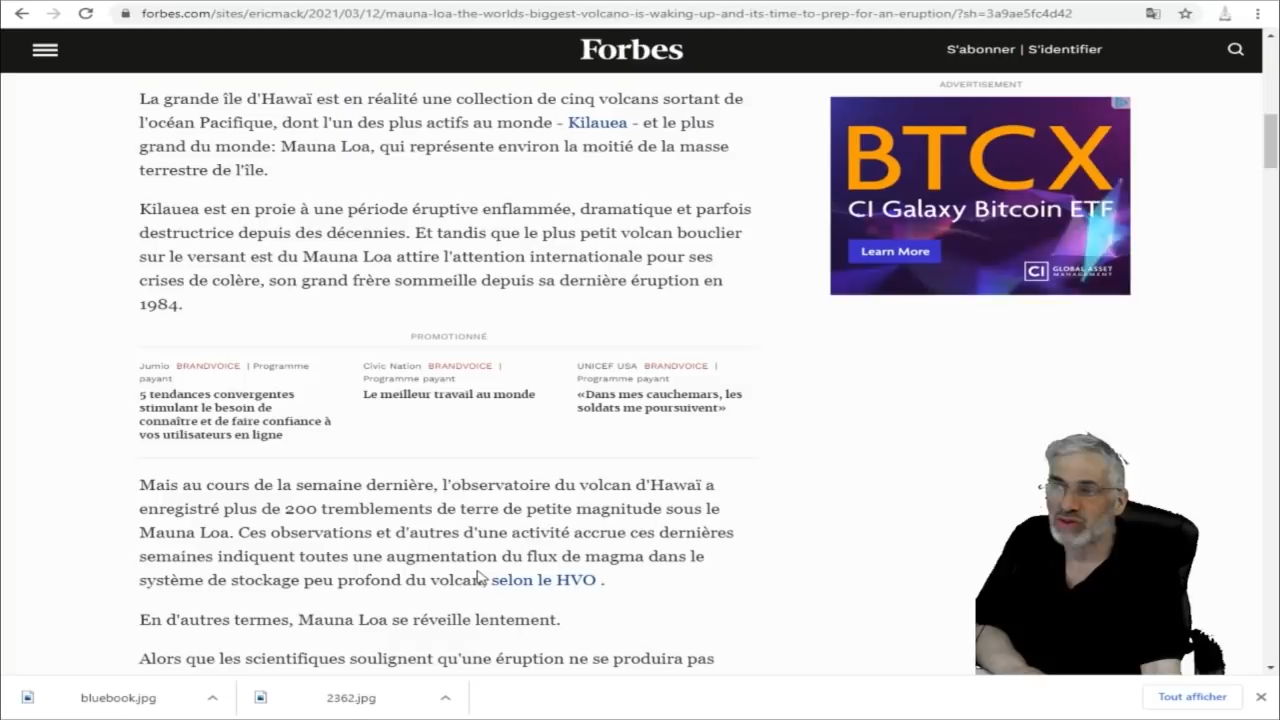 forbes.com/sites/ericmack/2021/03/12/mauna-loa-the-worlds-biggest-volcano-is-waking-up-and-its-time-to-prep-for-an-eruption/?sh=3a9ae5fc4d42
Forbes
S'abonner | S'identifier
La grande île d'Hawaï est en réalité une collection de cinq volcans sortant de
l'océan Pacifique, dont l'un des plus actifs au monde - Kilauea - et le plus
grand du monde: Mauna Loa, qui représente environ la moitié de la masse
terrestre de l'île.
Kilauea est en proie à une période éruptive enflammée, dramatique et parfois
destructrice depuis des décennies. Et tandis que le plus petit volcan bouclier
sur le versant est du Mauna Loa attire l'attention internationale pour ses
crises de colère, son grand frère sommeille depuis sa dernière éruption en
1984.
ADVERTISEMENT
BTCX
CI Galaxy Bitcoin ETF
Learn More
CI GLOBAL ASSET
MANAGEMENT
PROMOTIONNÉ
Jumio BRANDVOICE | Programme
payant
5 tendances convergentes
stimulant le besoin de
connaître et de faire confiance à
vos utilisateurs en ligne
Civic Nation BRANDVOICE |
Programme payant
Le meilleur travail au monde
UNICEF USA BRANDVOICE |
Programme payant
«Dans mes cauchemars, les
soldats me poursuivent»
Mais au cours de la semaine dernière, l'observatoire du volcan d'Hawaï a
enregistré plus de 200 tremblements de terre de petite magnitude sous le
Mauna Loa. Ces observations et d'autres d'une activité accrue ces dernières
semaines indiquent toutes une augmentation du flux de magma dans le
système de stockage peu profond du volcan, selon le HVO .
En d'autres termes, Mauna Loa se réveille lentement.
Alors que les scientifiques soulignent qu'une éruption ne se produira pas
bluebook.jpg
2362.jpg
Tout afficher